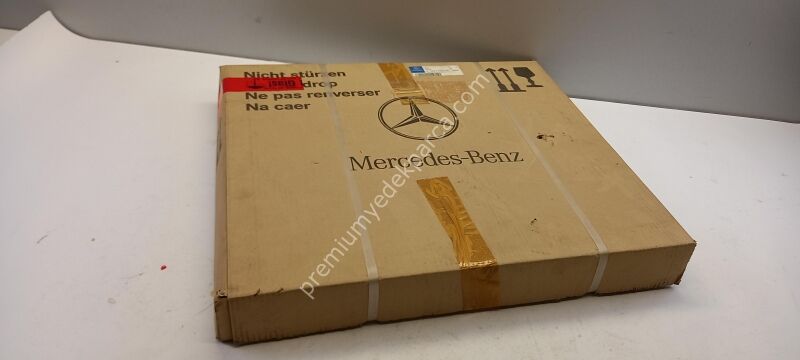 Nicht stürzen
drop
Ne pas renverser
Na caer
Mercedes-Benz
premiumyedekparca.com